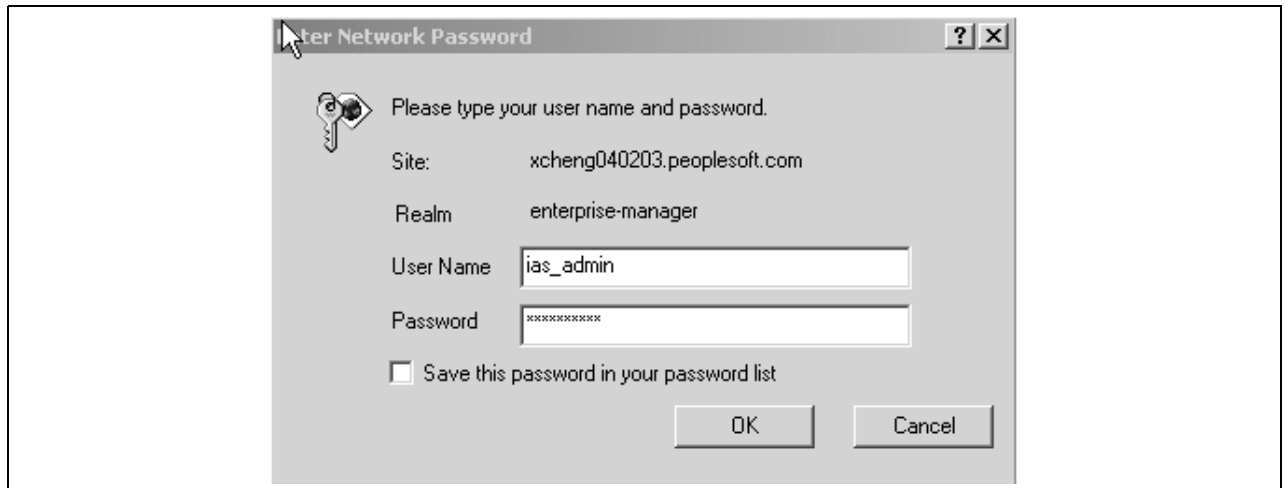 ter Network Password
Please type your user name and password.
Site: xcheng040203.peoplesoft.com
Realm enterprise-manager
User Name ias_admin
Password **********
Save this password in your password list
OK Cancel